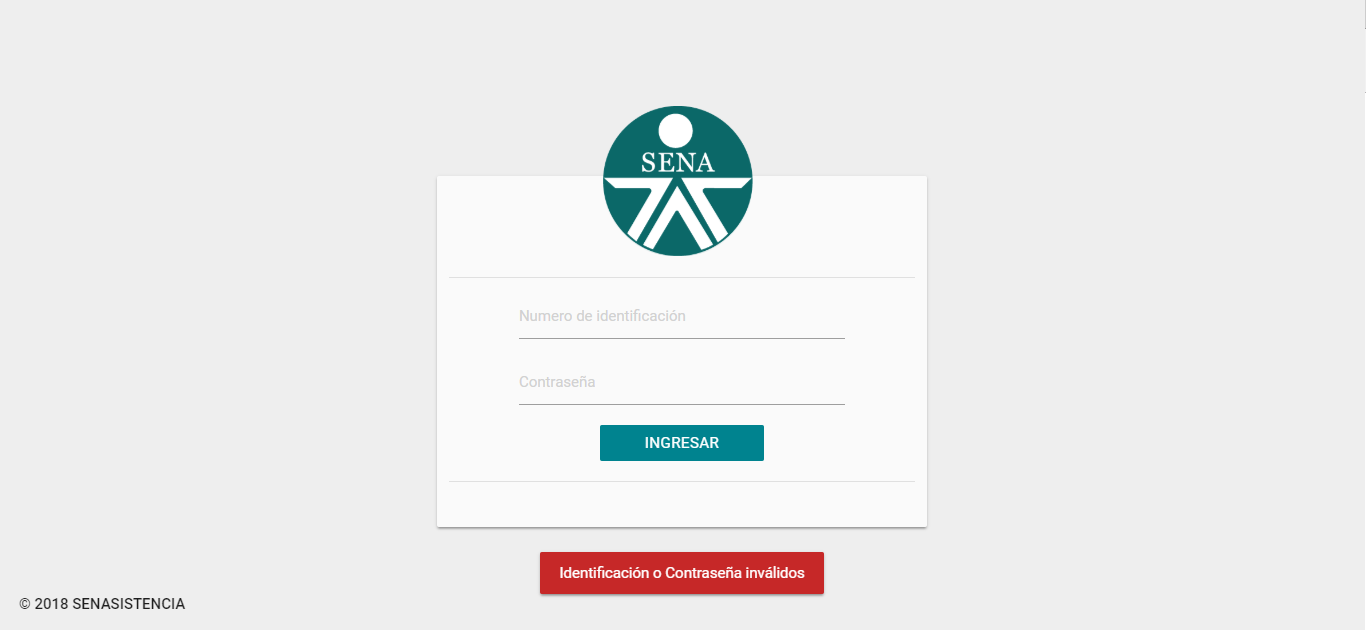 SENA
Numero de identificación
Contraseña
INGRESAR
Identificación o Contraseña inválidos
© 2018 SENASISTENCIA